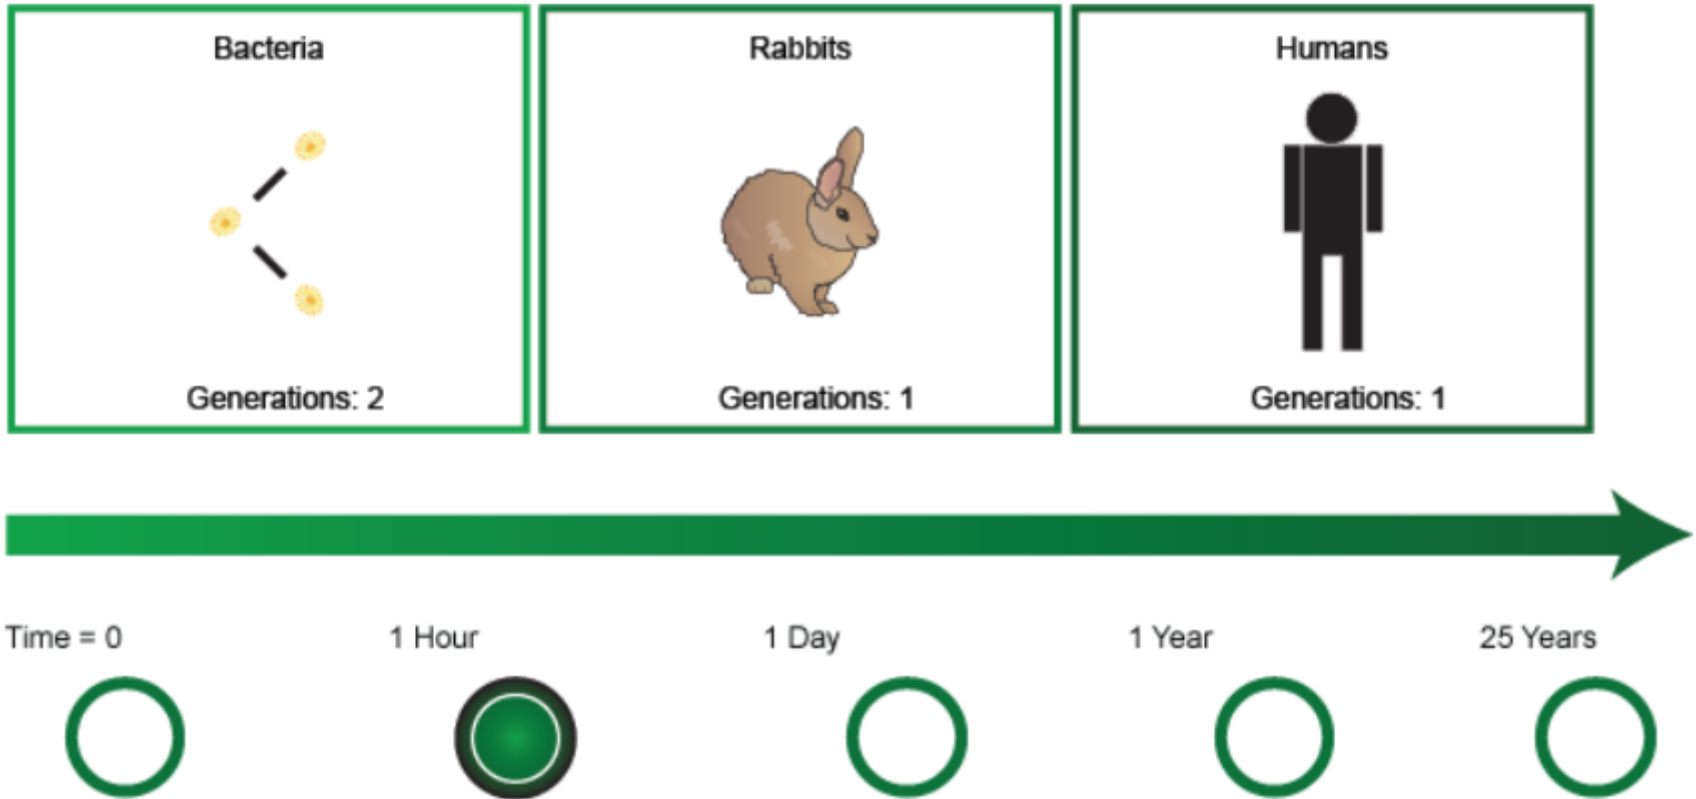 Bacteria
Rabbits
Humans
Generations: 2
Generations: 1
Generations: 1
Time = 0
1 Hour
1 Day
1 Year
25 Years